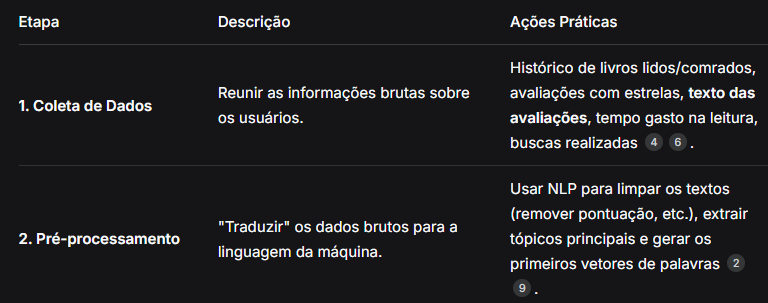 Etapa Descrição Ações Práticas
1. Coleta de Dados
Reunir as informações brutas sobre
os usuários.
Histórico de livros lidos/comrados,
avaliações com estrelas, texto das
avaliações, tempo gasto na leitura,
buscas realizadas 4 6 .
2. Pré-processamento
"Traduzir" os dados brutos para a
linguagem da máquina.
Usar NLP para limpar os textos
(remover pontuação, etc.), extrair
tópicos principais e gerar os
primeiros vetores de palavras 2
9 .